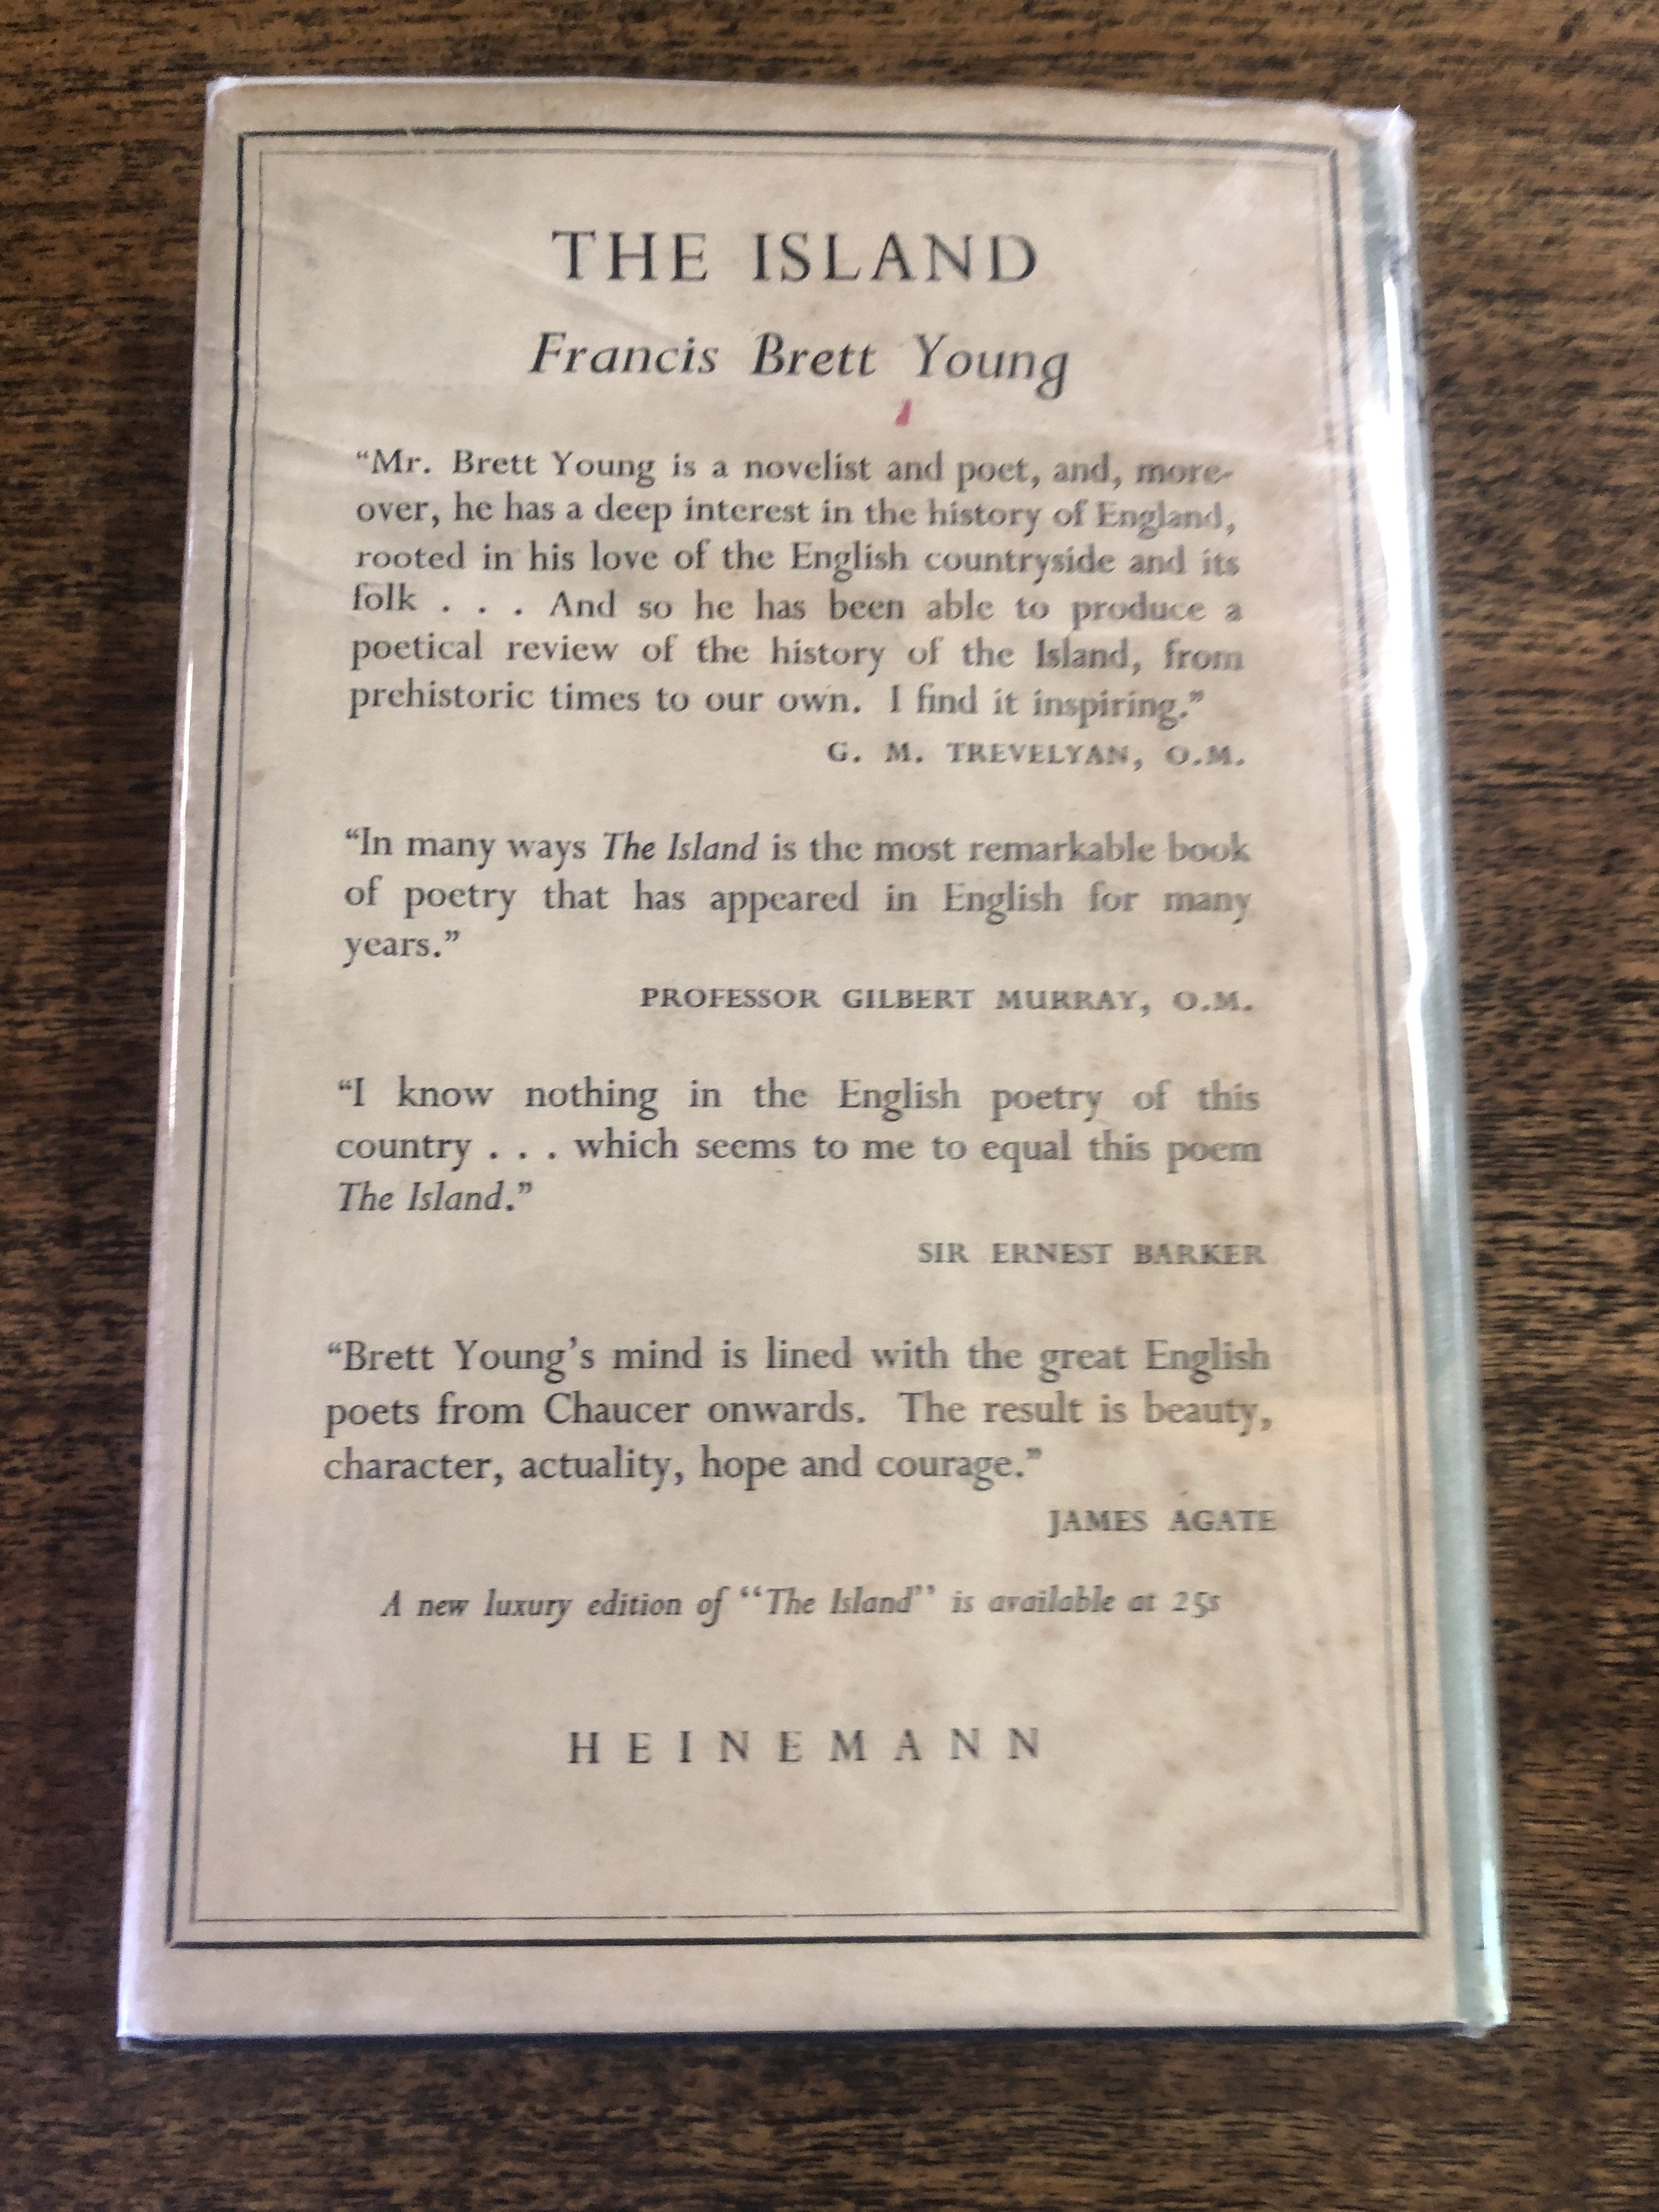 THE ISLAND
Francis Brett Young
“Mr. Brett Young is a novelist and poet, and, more-
over, he has a deep interest in the history of England,
rooted in his love of the English countryside and its
folk . . . And so he has been able to produce a
poetical review of the history of the Island, from
prehistoric times to our own. I find it inspiring.”
G. M. TREVELYAN, O.M.
“In many ways The Island is the most remarkable book
of poetry that has appeared in English for many
years.”
PROFESSOR GILBERT MURRAY, O.M.
“I know nothing in the English poetry of this
country . . . which seems to me to equal this poem
The Island.”
SIR ERNEST BARKER
“Brett Young’s mind is lined with the great English
poets from Chaucer onwards. The result is beauty,
character, actuality, hope and courage.”
JAMES AGATE
A new luxury edition of “The Island” is available at 25s
HEINEMANN